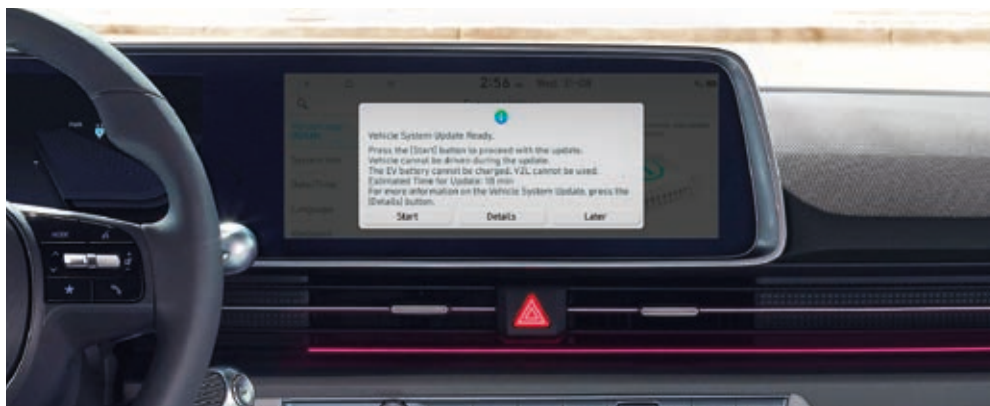 2:56
Vehicle System Update Ready.
Press the [Start] button to proceed with the update.
Vehicle cannot be driven during the update.
The EV battery cannot be charged. V2L cannot be used.
Estimated Time for Update: 10 min
For more information on the Vehicle System Update, press the
[Details] button.
Start
Details
Later
MODE